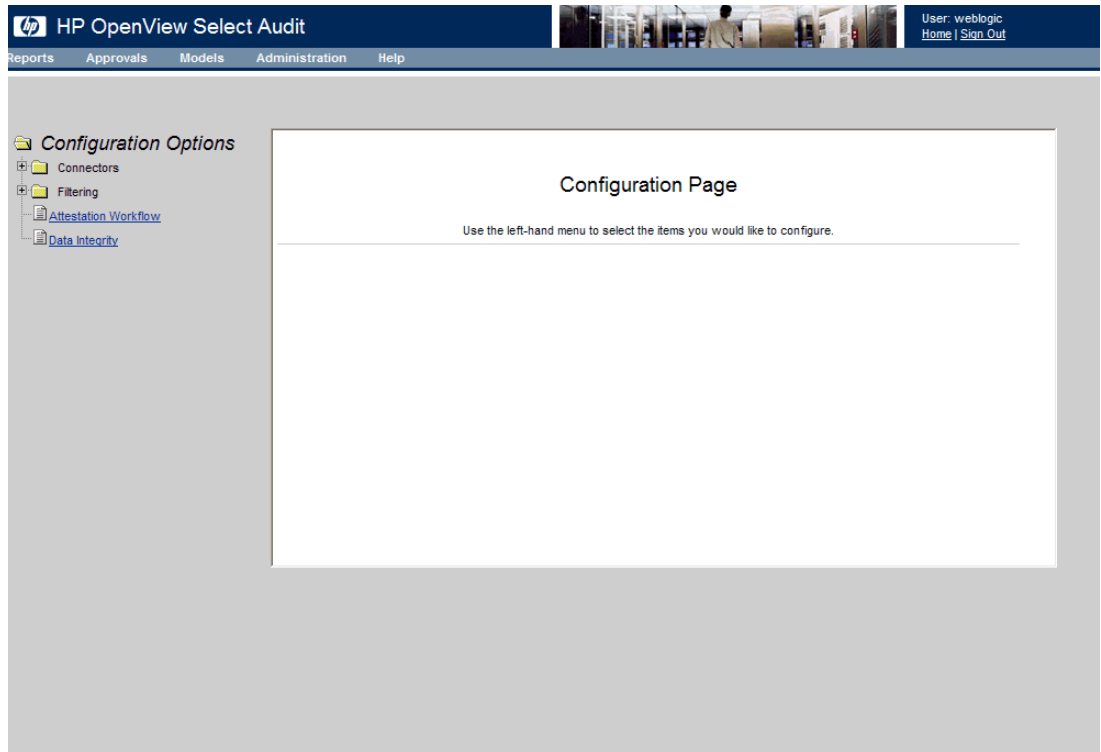 hp HP OpenView Select Audit
User: weblogic
Home | Sign Out
Reports Approvals Models Administration Help
Configuration Options
Connectors
Filtering
Attestation Workflow
Data Integrity
Configuration Page
Use the left-hand menu to select the items you would like to configure.